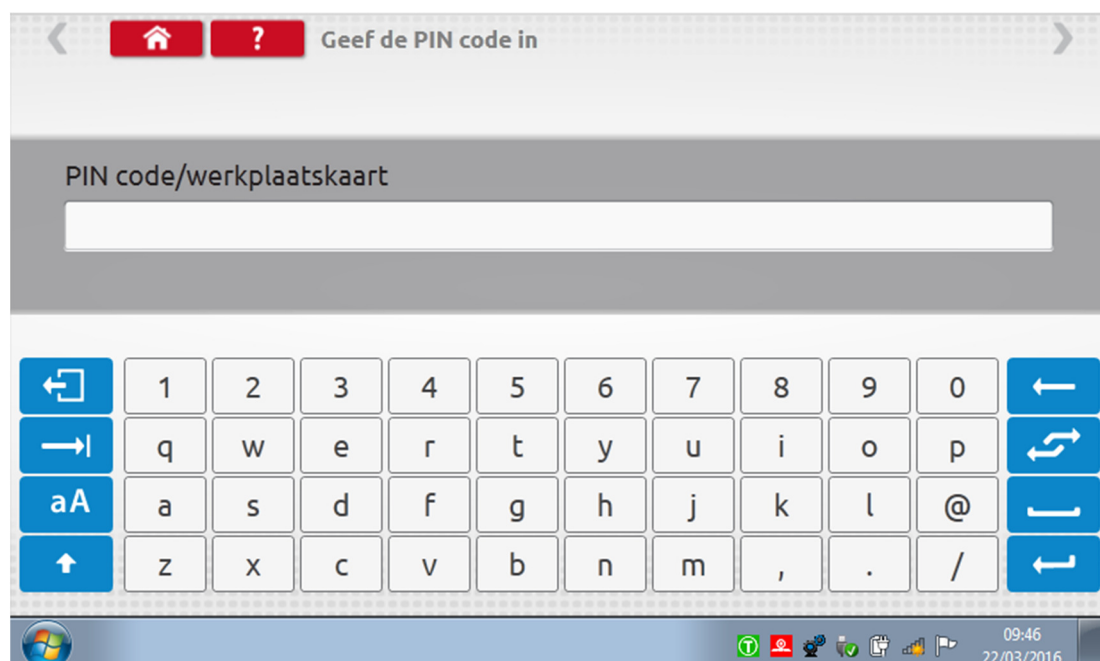 ? Geef de PIN code in
PIN code/werkplaatskaart
1 2 3 4 5 6 7 8 9 0
q w e r t y u i o p
aA a s d f g h j k l @
z x c v b n m , . /
09:46
22/03/2016